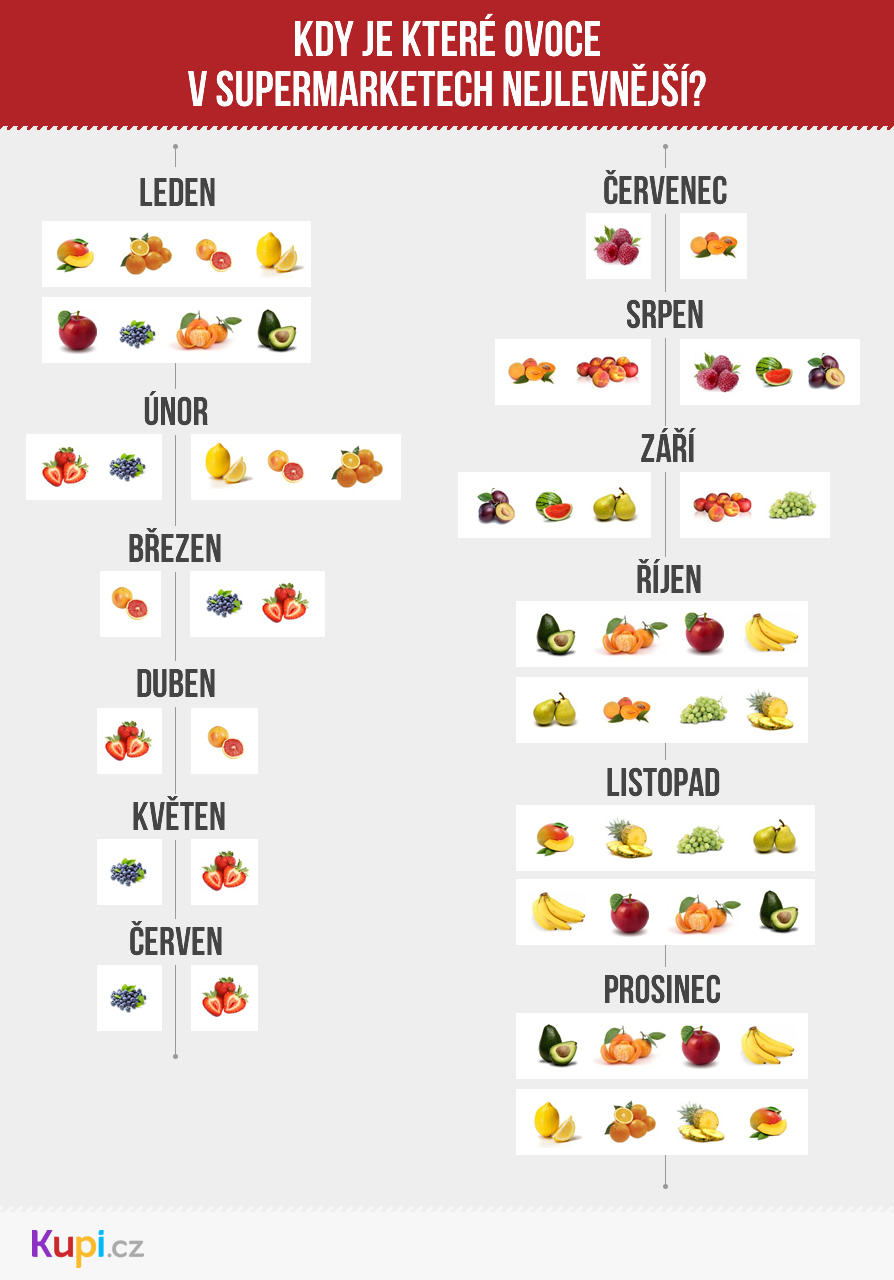 KDY JE KTERÉ OVOCE
V SUPERMARKETECH NEJLEVNĚJŠÍ?
LEDEN
ÚNOR
BŘEZEN
DUBEN
KVĚTEN
ČERVEN
ČERVENEC
SRPEN
ZÁŘÍ
ŘÍJEN
LISTOPAD
PROSINEC
Kupi.cz